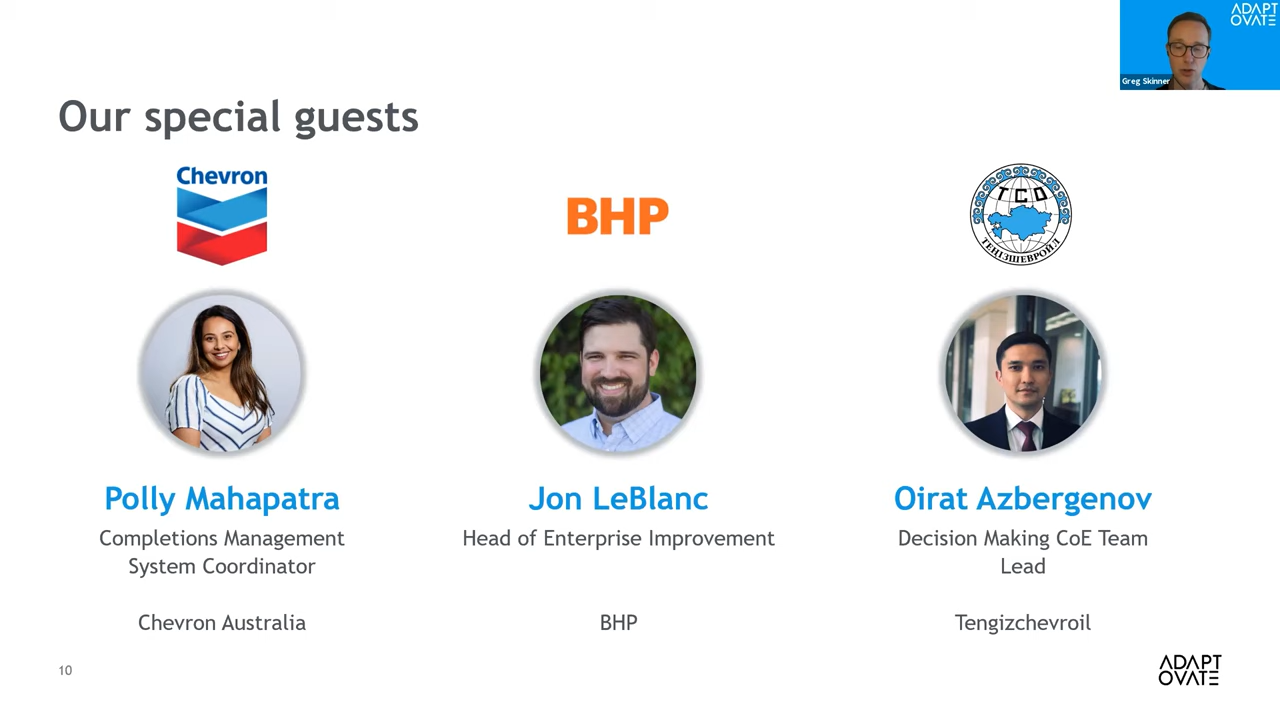 ADAPT
OVATE
Greg Skinner
Our special guests
Chevron
BHP
TCO
ТЕҢІЗШЕВРОЙЛ
Polly Mahapatra
Completions Management
System Coordinator
Chevron Australia
Jon LeBlanc
Head of Enterprise Improvement
BHP
Oirat Azbergenov
Decision Making CoE Team
Lead
Tengizchevroil
10
ADAPT
OVATE